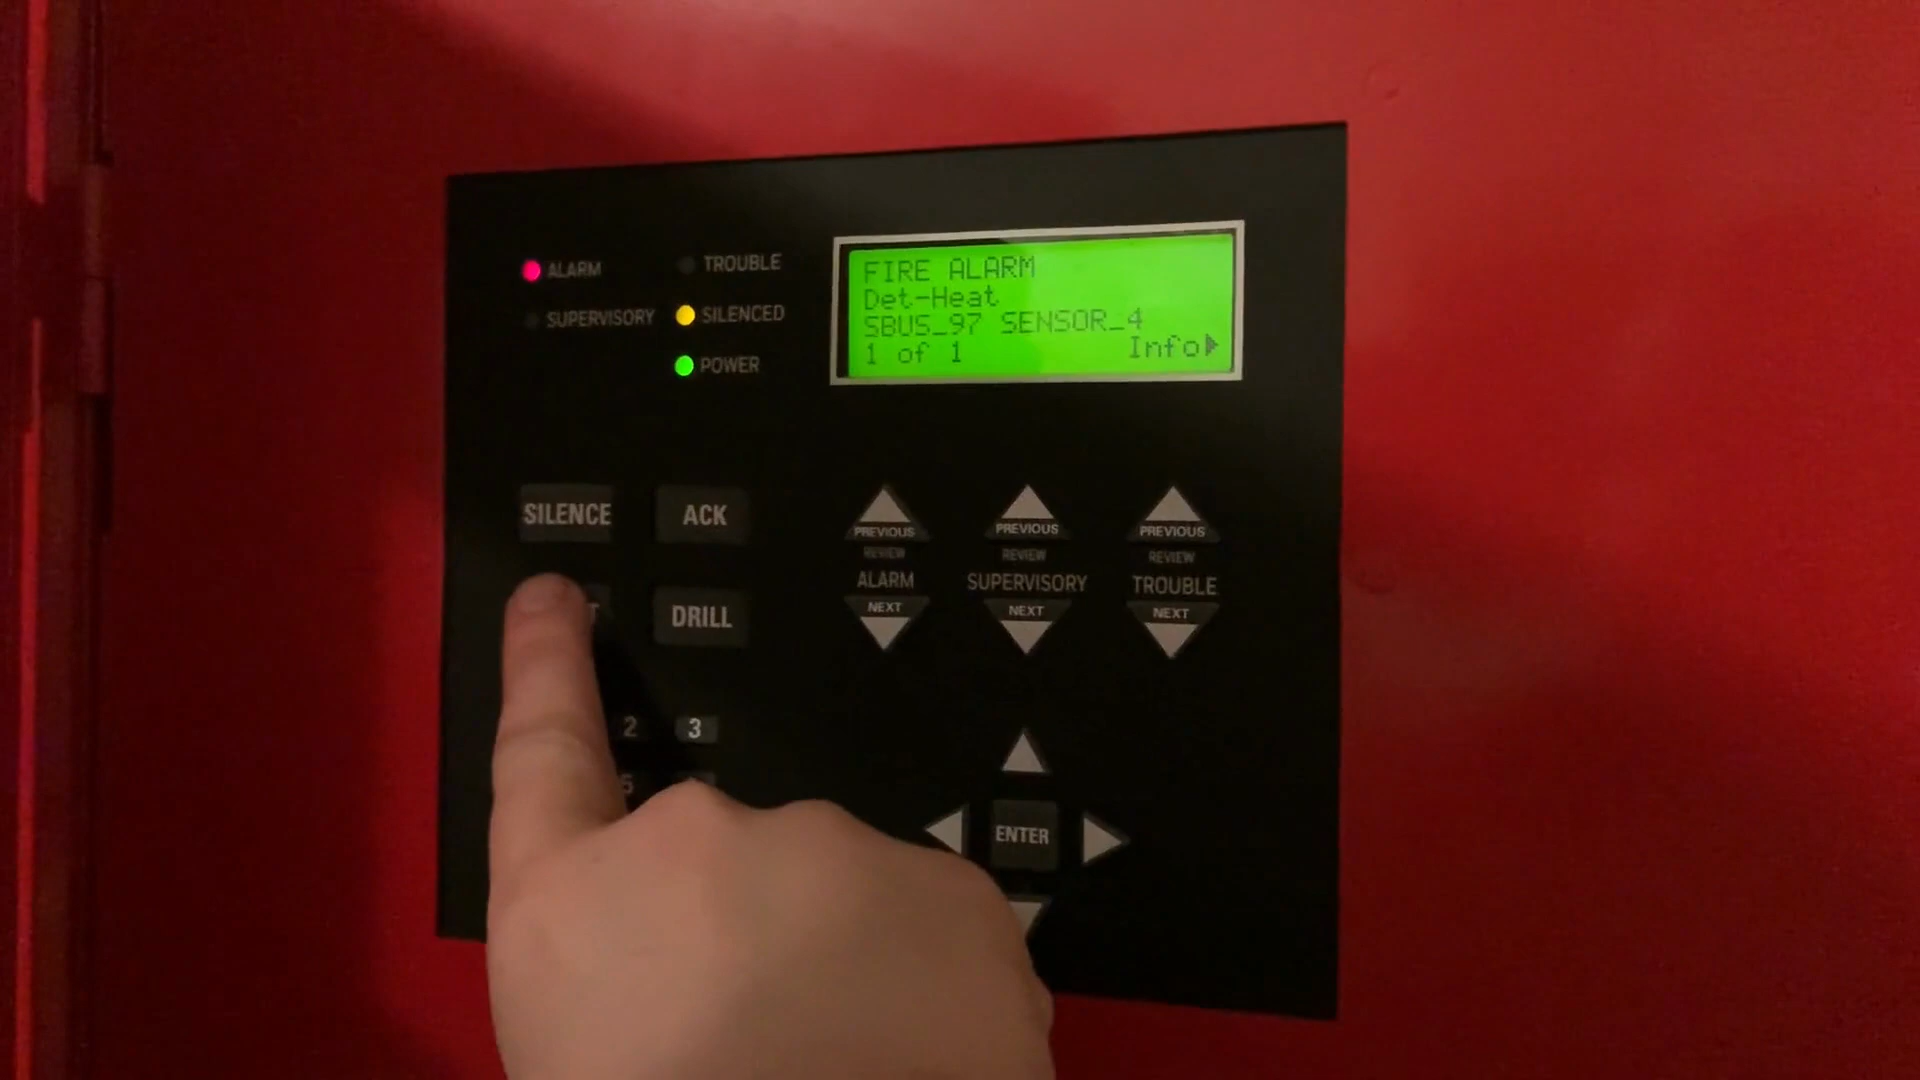 ALARM
TROUBLE
SUPERVISORY
SILENCED
POWER
FIRE ALARM
Det-Heat
SBUS_97 SENSOR_4
1 of 1 Info
SILENCE
ACK
DRILL
PREVIOUS
REVIEW
ALARM
NEXT
PREVIOUS
REVIEW
SUPERVISORY
NEXT
PREVIOUS
REVIEW
TROUBLE
NEXT
2
3
ENTER